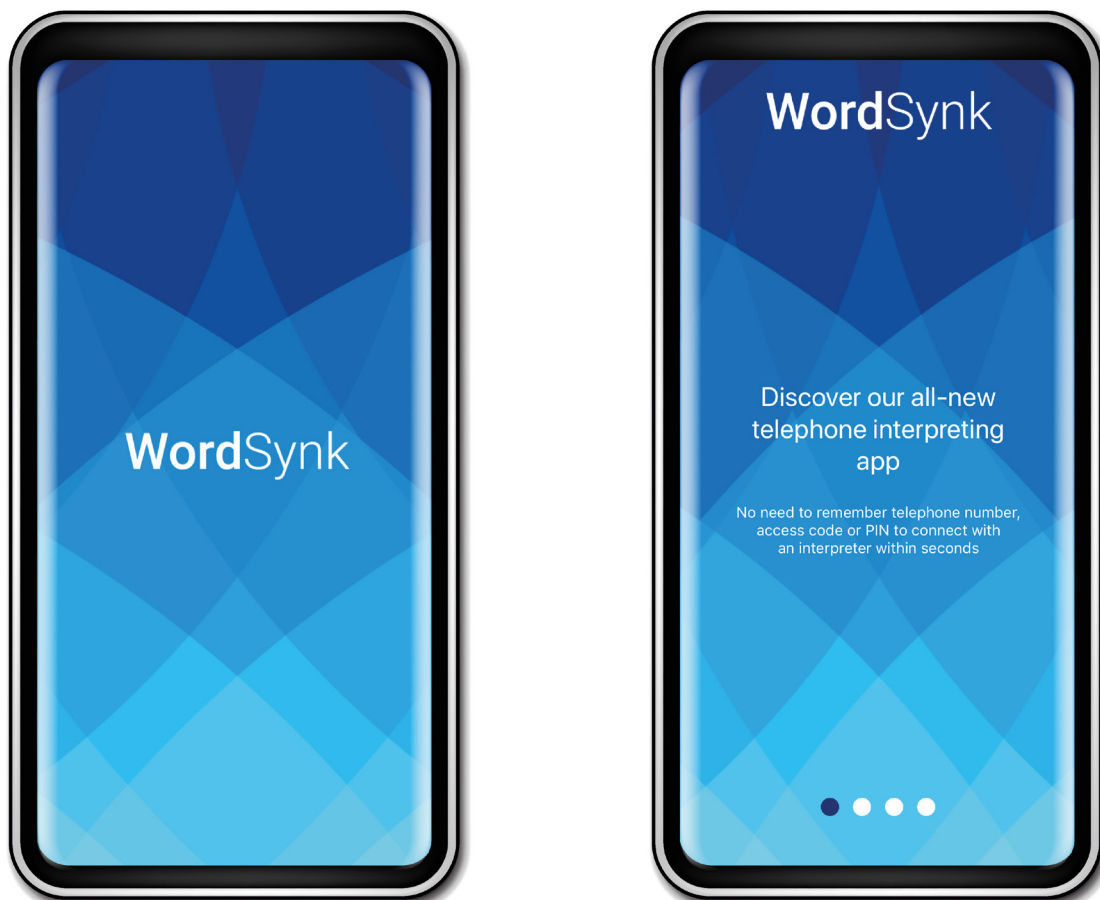 WordSynk
WordSynk
Discover our all-new
telephone interpreting
app
No need to remember telephone number,
access code or PIN to connect with
an interpreter within seconds